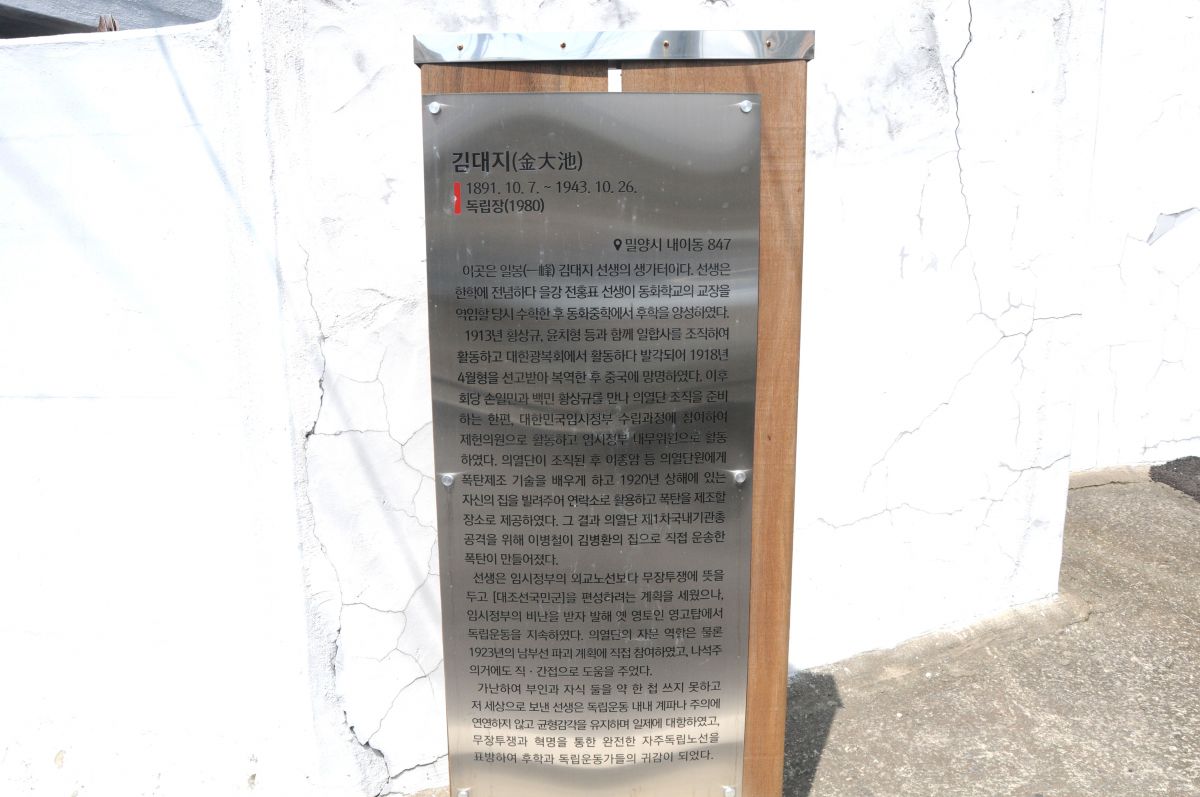 김대지(金大池)
1891. 10. 7. ~ 1943. 10. 26.
독립장(1980)
밀양시 내이동 847
이곳은 일봉(一峰) 김대지 선생의 생가터이다. 선생은
한학에 전념하다 을강 전홍표 선생이 동화학교의 교장을
역임할 당시 수학한 후 동화중학에서 후학을 양성하였다.
1913년 황상규, 윤치형 등과 함께 일합사를 조직하여
활동하고 대한광복회에서 활동하다 발각되어 1918년
4월형을 선고받아 복역한 후 중국에 망명하였다. 이후
회당 손일민과 백민 황상규를 만나 의열단 조직을 준비
하는 한편, 대한민국임시정부 수립과정에 참여하여
제헌의원으로 활동하고 임시정부 내무위원으로 활동
하였다. 의열단이 조직된 후 이종암 등 의열단원에게
폭탄제조 기술을 배우게 하고 1920년 상해에 있는
자신의 집을 빌려주어 연락소로 활용하고 폭탄을 제조할
장소로 제공하였다. 그 결과 의열단 제1차국내기관총
공격을 위해 이병철이 김병환의 집으로 직접 운송한
폭탄이 만들어졌다.
선생은 임시정부의 외교노선보다 무장투쟁에 뜻을
두고 [대조선국민군]을 편성하려는 계획을 세웠으나,
임시정부의 비난을 받자 발해 옛 영토인 영고탑에서
독립운동을 지속하였다. 의열단의 자문 역할은 물론
1923년의 남부선 파괴 계획에 직접 참여하였고, 나석주
의거에도 직·간접으로 도움을 주었다.
가난하여 부인과 자식 둘을 약 한 첩 쓰지 못하고
저 세상으로 보낸 선생은 독립운동 내내 계파나 주의에
연연하지 않고 균형감각을 유지하며 일제에 대항하였고,
무장투쟁과 혁명을 통한 완전한 자주독립노선을
표방하여 후학과 독립운동가들의 귀감이 되었다.